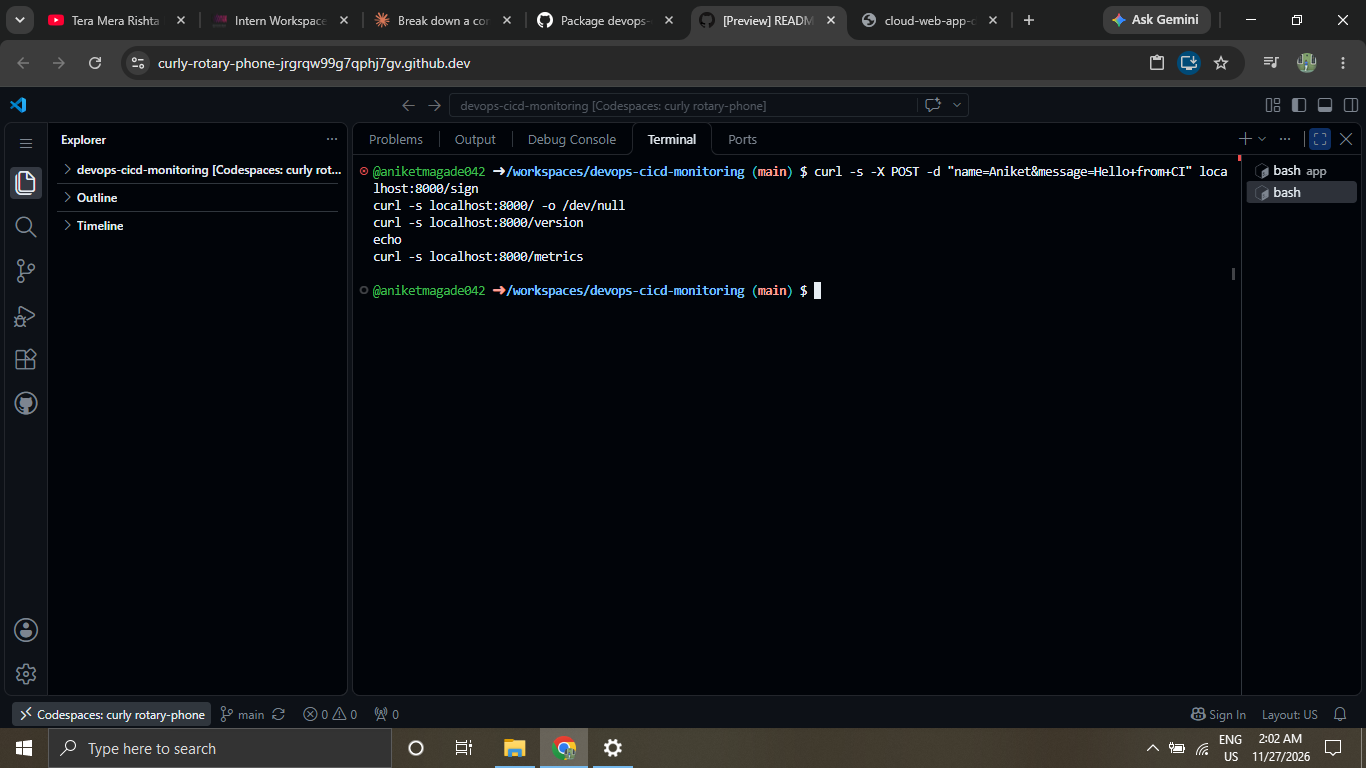 Tera Mera Rishta
Intern Workspace
Break down a cor
Package devops-
[Preview] READM
cloud-web-app-d
Ask Gemini
curly-rotary-phone-jrgrqw99g7qphj7gv.github.dev
devops-cicd-monitoring [Codespaces: curly rotary-phone]
Explorer
devops-cicd-monitoring [Codespaces: curly rot...
Outline
Timeline
Problems
Output
Debug Console
Terminal
Ports
@aniketmagade042 ➜/workspaces/devops-cicd-monitoring (main) $ curl -s -X POST -d "name=Aniket&message=Hello+from+CI" loca
lhost:8000/sign
curl -s localhost:8000/ -o /dev/null
curl -s localhost:8000/version
echo
curl -s localhost:8000/metrics
@aniketmagade042 ➜/workspaces/devops-cicd-monitoring (main) $
bash app
bash
Codespaces: curly rotary-phone
main
0
0
0
Sign In
Layout: US
Type here to search
ENG
US
2:02 AM
11/27/2026